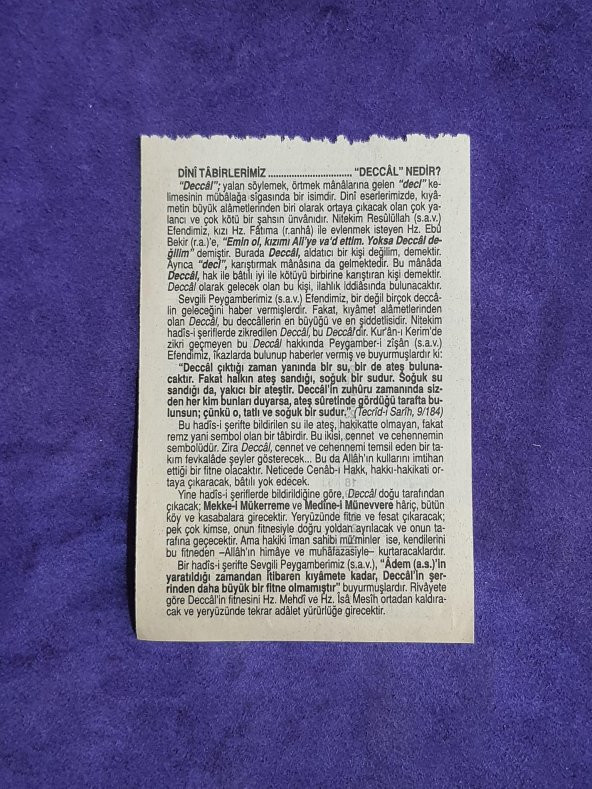 DİNÎ TÂBİRLERİMİZ ................................ “DECCÂL” NEDİR?
“Deccâl”; yalan söylemek, örtmek mânâlarına gelen “decl” ke-
limesinin mübâlağa sîgasında bir isimdir. Dinî eserlerimizde, kıyâ-
metin büyük alâmetlerinden biri olarak ortaya çıkacak olan çok ya-
lancı ve çok kötü bir şahsın ünvânıdır. Nitekim Resûlüllah (s.a.v.)
Efendimiz, kızı Hz. Fâtıma (r.anhâ) ile evlenmek isteyen Hz. Ebû
Bekir (r.a.)’e, “Emin ol, kızımı Ali’ye va’d ettim. Yoksa Deccâl de-
ğilim” demiştir. Burada Deccâl, aldatıcı bir kişi değilim, demektir.
Ayrıca “decl”, karıştırmak mânâsına da gelmektedir. Bu mânâda
Deccâl, hak ile bâtılı iyi ile kötüyü birbirine karıştıran kişi demektir.
Deccâl olarak gelecek olan bu kişi, ilahlık iddiâsında bulunacaktır.
Sevgili Peygamberimiz (s.a.v.) Efendimiz, bir değil birçok deccâ-
lin geleceğini haber vermişlerdir. Fakat, kıyâmet alâmetlerinden
olan Deccâl, bu deccâllerin en büyüğü ve en şiddetlisidir. Nitekim
hadîs-i şeriflerde zikredilen Deccâl, bu Deccâl’dir. Kur’ân-ı Kerim’de
zikri geçmeyen bu Deccâl hakkında Peygamber-i zîşân (s.a.v.)
Efendimiz, îkazlarda bulunup haberler vermiş ve buyurmuşlardır ki:
“Deccâl çıktığı zaman yanında bir su, bir de ateş buluna-
caktır. Fakat halkın ateş sandığı, soğuk bir sudur. Soğuk su
sandığı da, yakıcı bir ateştir. Deccâl’in zuhûru zamanında siz-
den her kim bunları duyarsa, ateş sûretinde gördüğü tarafta bu-
lunsun; çünkü o, tatlı ve soğuk bir sudur.” (Tecrîd-i Sarîh, 9/184)
Bu hadîs-i şerifte bildirilen su ile ateş, hakikatte olmayan, fakat
remz yani sembol olan bir tâbirdir. Bu ikisi, cennet ve cehennemin
sembolüdür. Zira Deccâl, cennet ve cehennemi temsil eden bir ta-
kım fevkalâde şeyler gösterecek... Bu da Allâh’ın kullarını imtihan
ettiği bir fitne olacaktır. Neticede Cenâb-ı Hakk, hakkı-hakikati or-
taya çıkaracak, bâtılı yok edecek.
Yine hadîs-i şeriflerde bildirildiğine göre, Deccâl doğu tarafından
çıkacak; Mekke-i Mükerreme ve Medîne-i Münevvere hâriç, bütün
köy ve kasabalara girecektir. Yeryüzünde fitne ve fesat çıkaracak;
pek çok kimse, onun fitnesiyle doğru yoldan ayrılacak ve onun ta-
rafına geçecektir. Ama hakiki îman sahibi mü’minler ise, kendilerini
bu fitneden –Allâh’ın himâye ve muhâfazasiyle– kurtaracaklardır.
Bir hadîs-i şerifte Sevgili Peygamberimiz (s.a.v.), “Âdem (a.s.)’in
yaratıldığı zamandan itibaren kıyâmete kadar, Deccâl’in şer-
rinden daha büyük bir fitne olmamıştır” buyurmuşlardır. Rivâyete
göre Deccâl’in fitnesini Hz. Mehdî ve Hz. Îsâ Mesîh ortadan kaldıra-
cak ve yeryüzünde tekrar adâlet yürürlüğe girecektir.